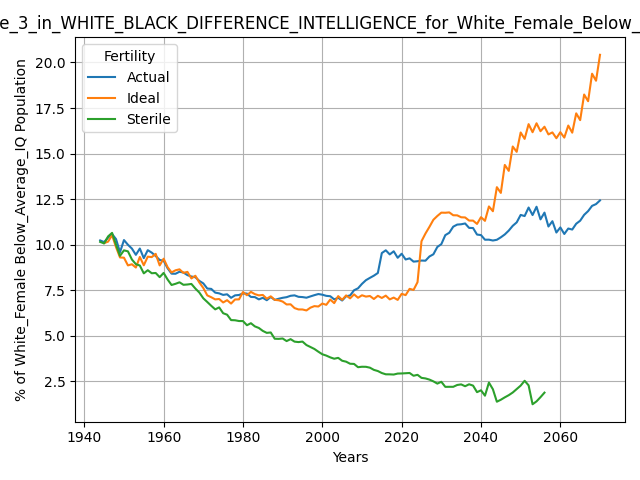 e_3_in_WHITE_BLACK_DIFFERENCE_INTELLIGENCE_for_White_Female_Below_
Fertility
Actual
Ideal
Sterile
% of White_Female Below_Average_IQ Population
20.0
17.5
15.0
12.5
10.0
7.5
5.0
2.5
1940
1960
1980
2000
2020
2040
2060
Years